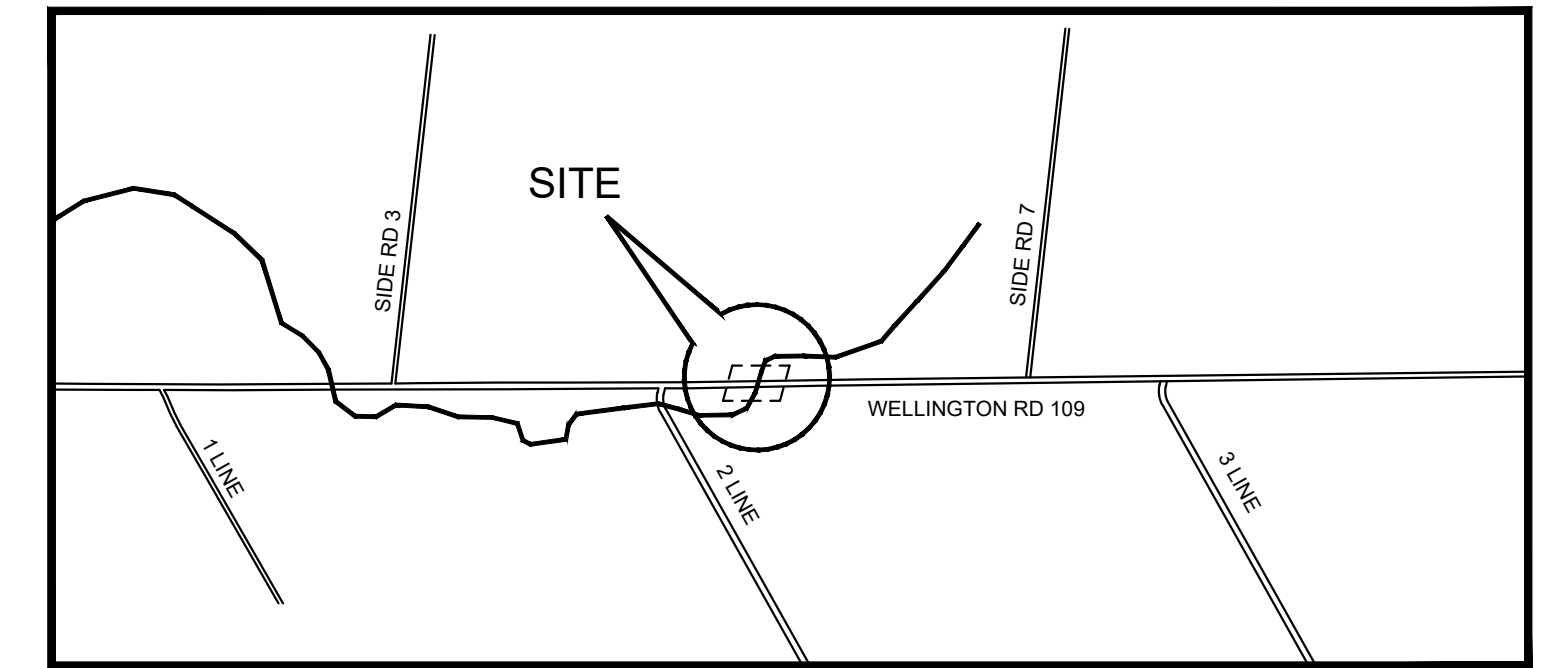 SITE
SIDE RD 3
SIDE RD 7
WELLINGTON RD 109
1 LINE
2 LINE
3 LINE